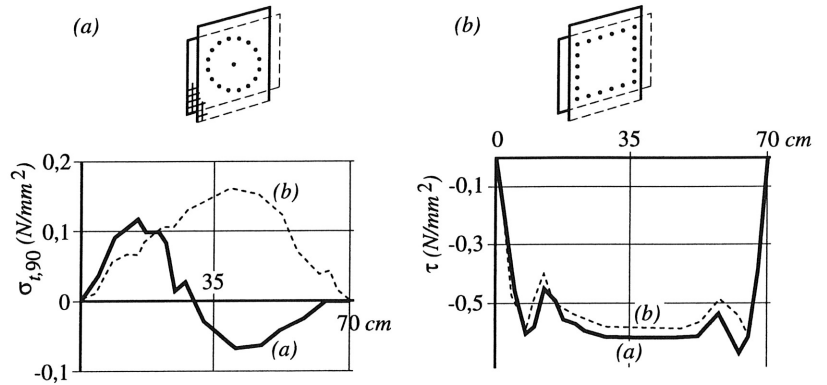 (a)
(b)
0,2
0,1
0
-0,1
σt,90 (N/mm²)
(b)
35
70 cm
(a)
0
35
70 cm
-0,1
-0,3
-0,5
τ (N/mm²)
(b)
(a)